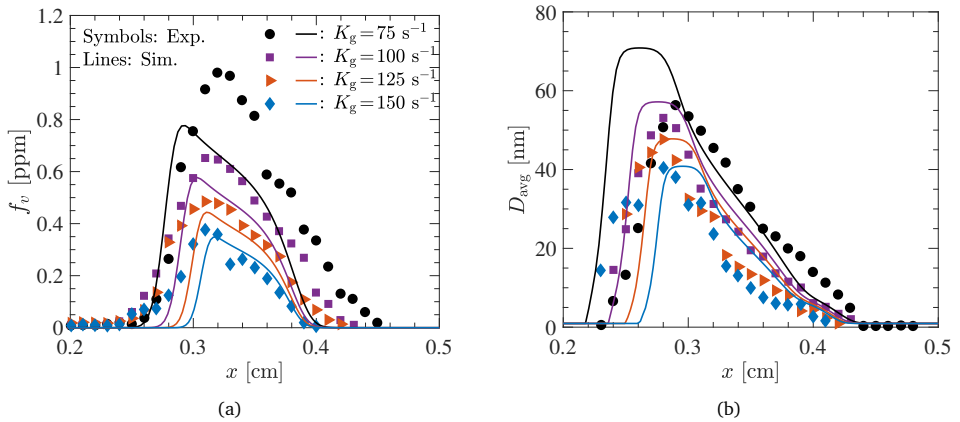 1.2
1
0.8
0.6
0.4
0.2
0
f_v [ppm]
Symbols: Exp.
Lines: Sim.
: K_g=75 s⁻¹
: K_g=100 s⁻¹
: K_g=125 s⁻¹
: K_g=150 s⁻¹
0.2 0.3 0.4 0.5
x [cm]
(a)
80
60
40
20
0
D_avg [nm]
0.2 0.3 0.4 0.5
x [cm]
(b)